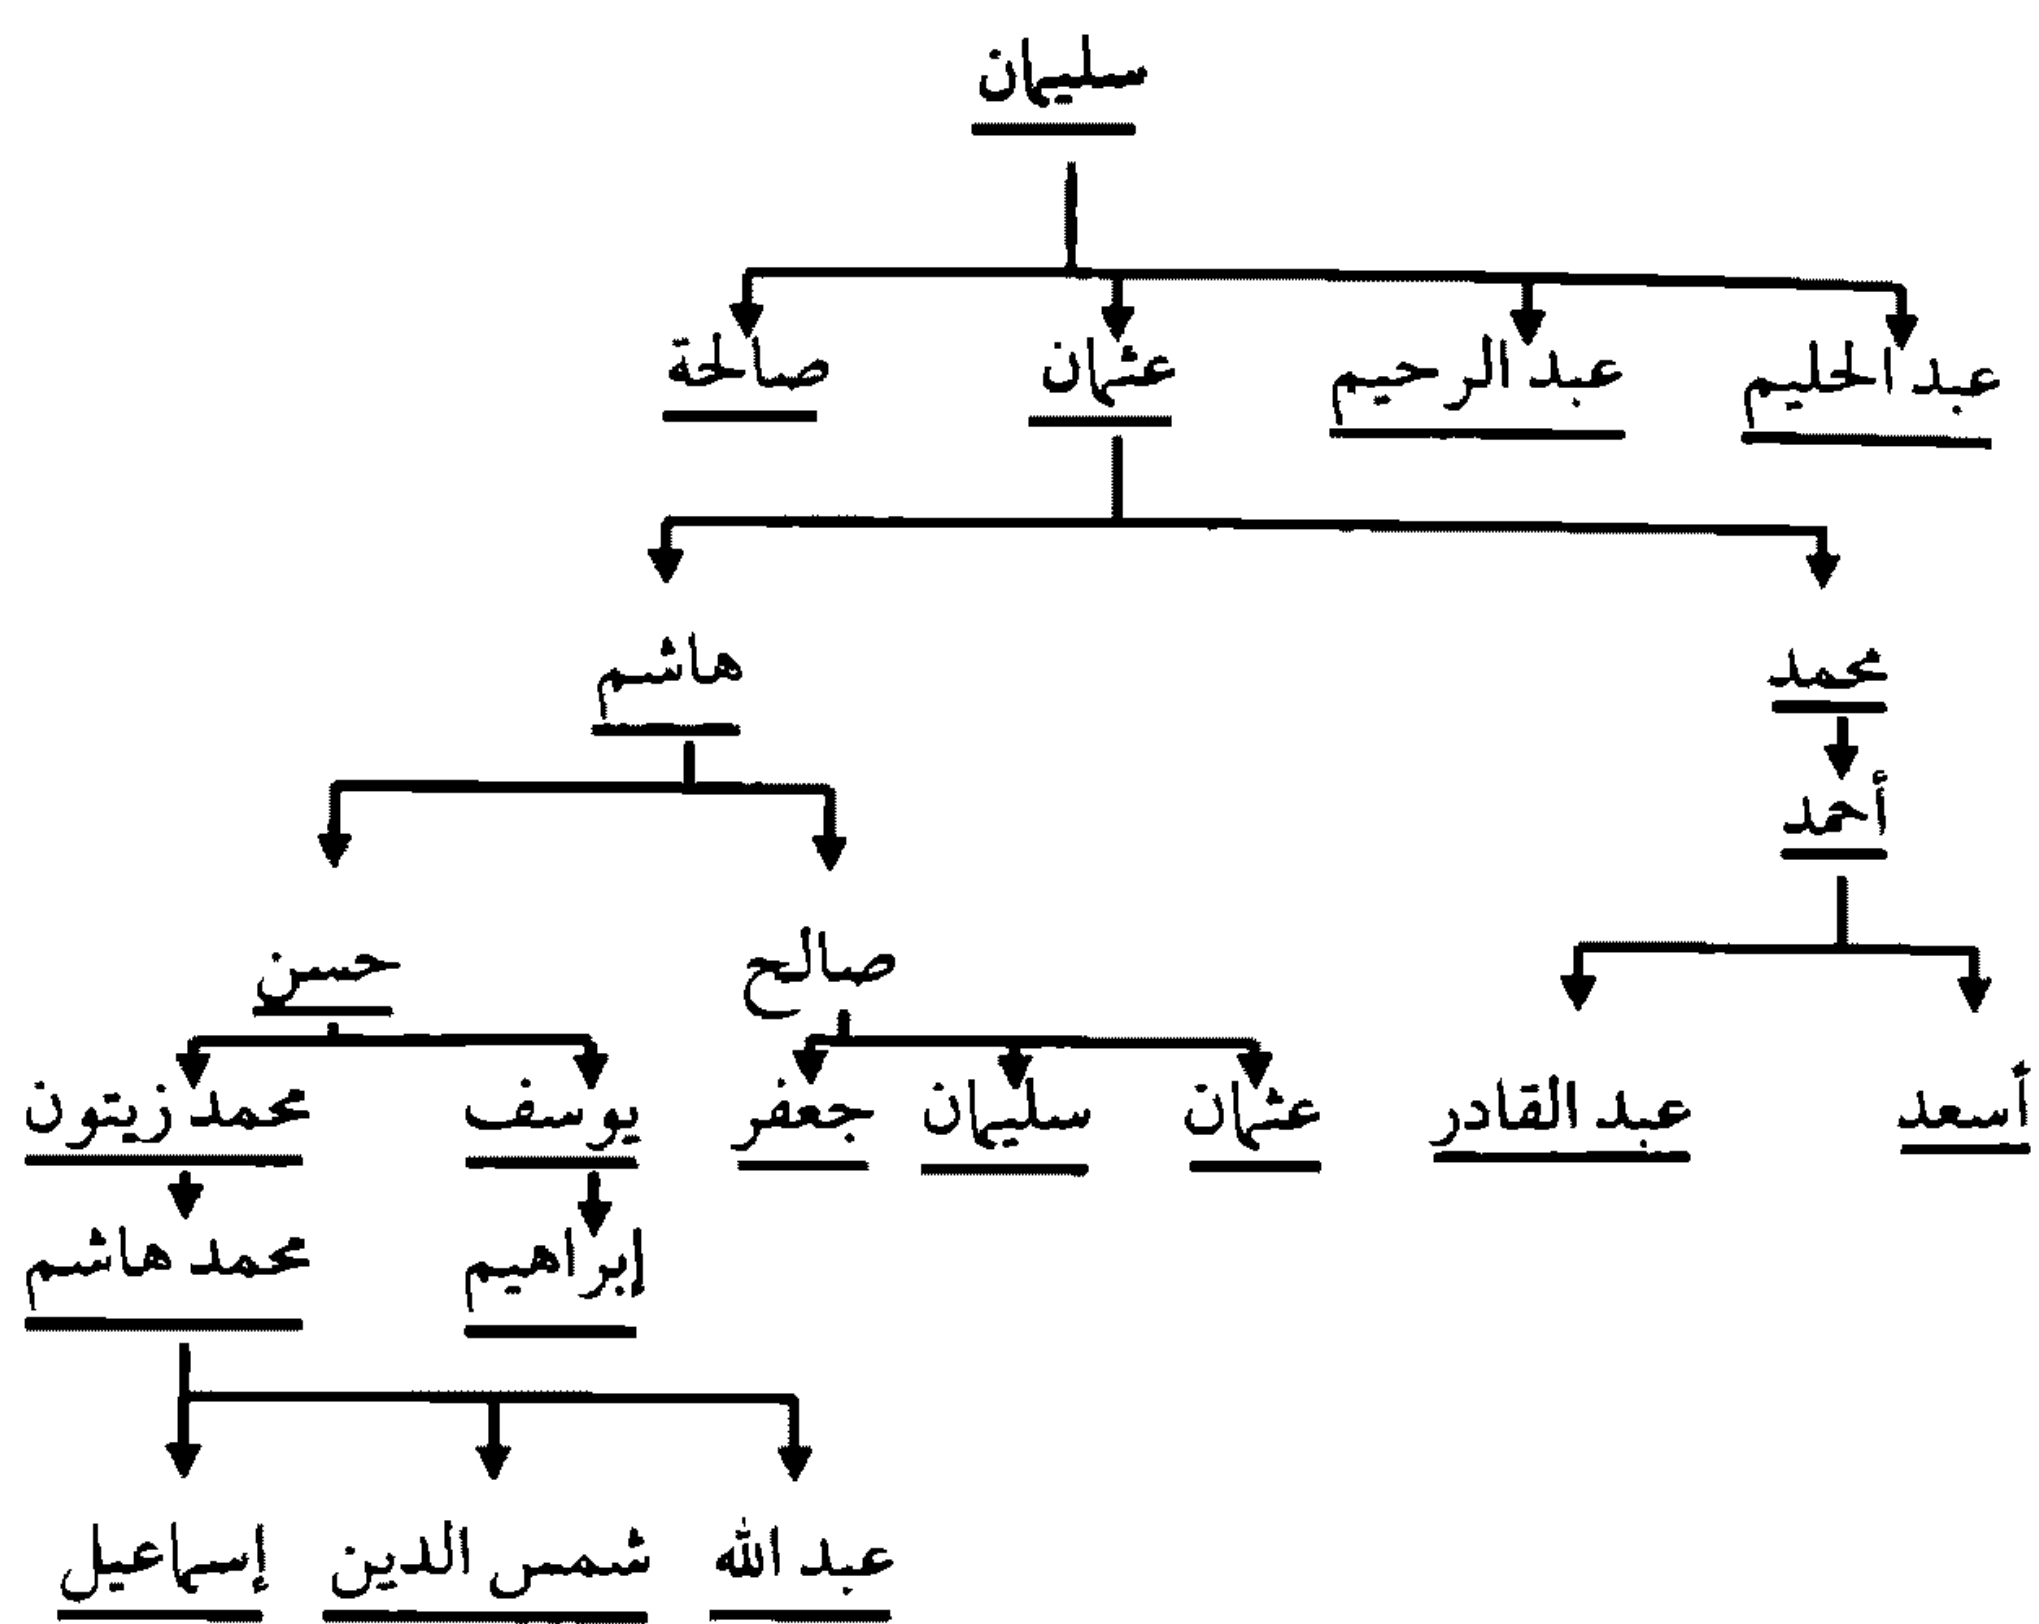 سليمان
عبد الحليم عبد الرحيم عثمان صالحة
محمد هاشم
أحمد
صالح حسن
أسعد عبد القادر عثمان سليمان جعفر يوسف محمد زيتون
إبراهيم محمد هاشم
عبد الله شمس الدين إسماعيل